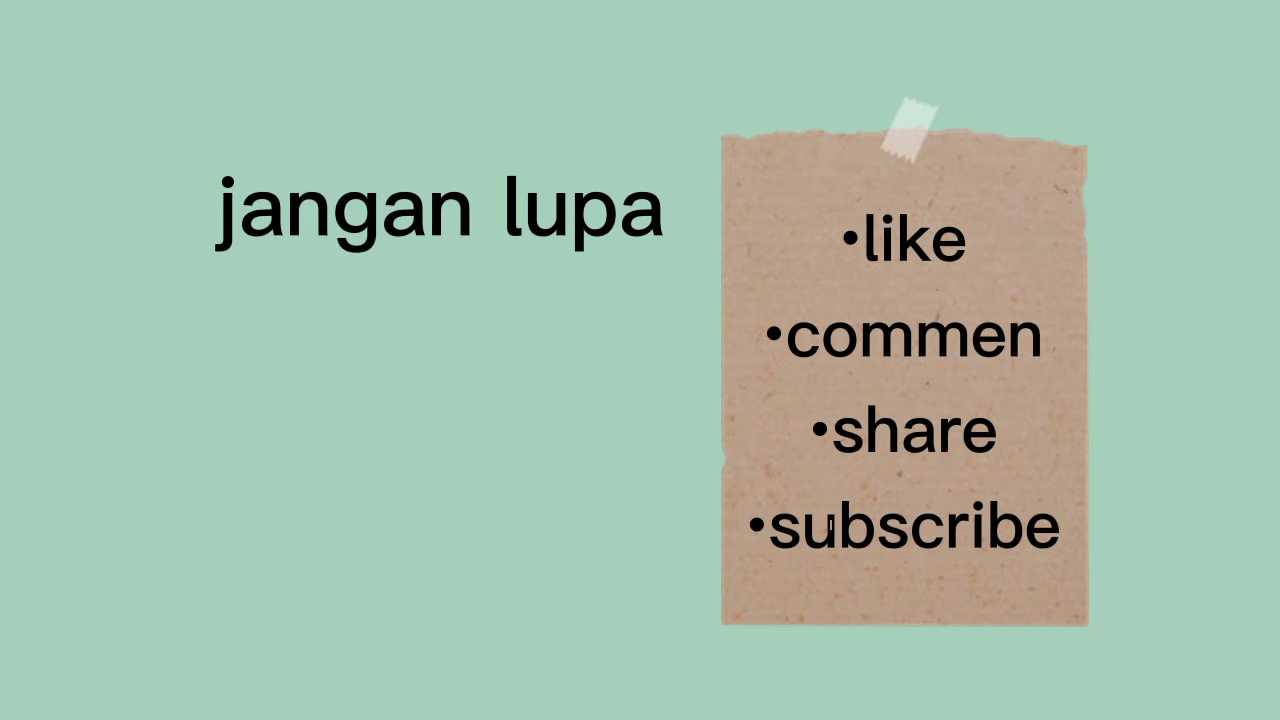 jangan lupa
•like
•commen
•share
•subscribe